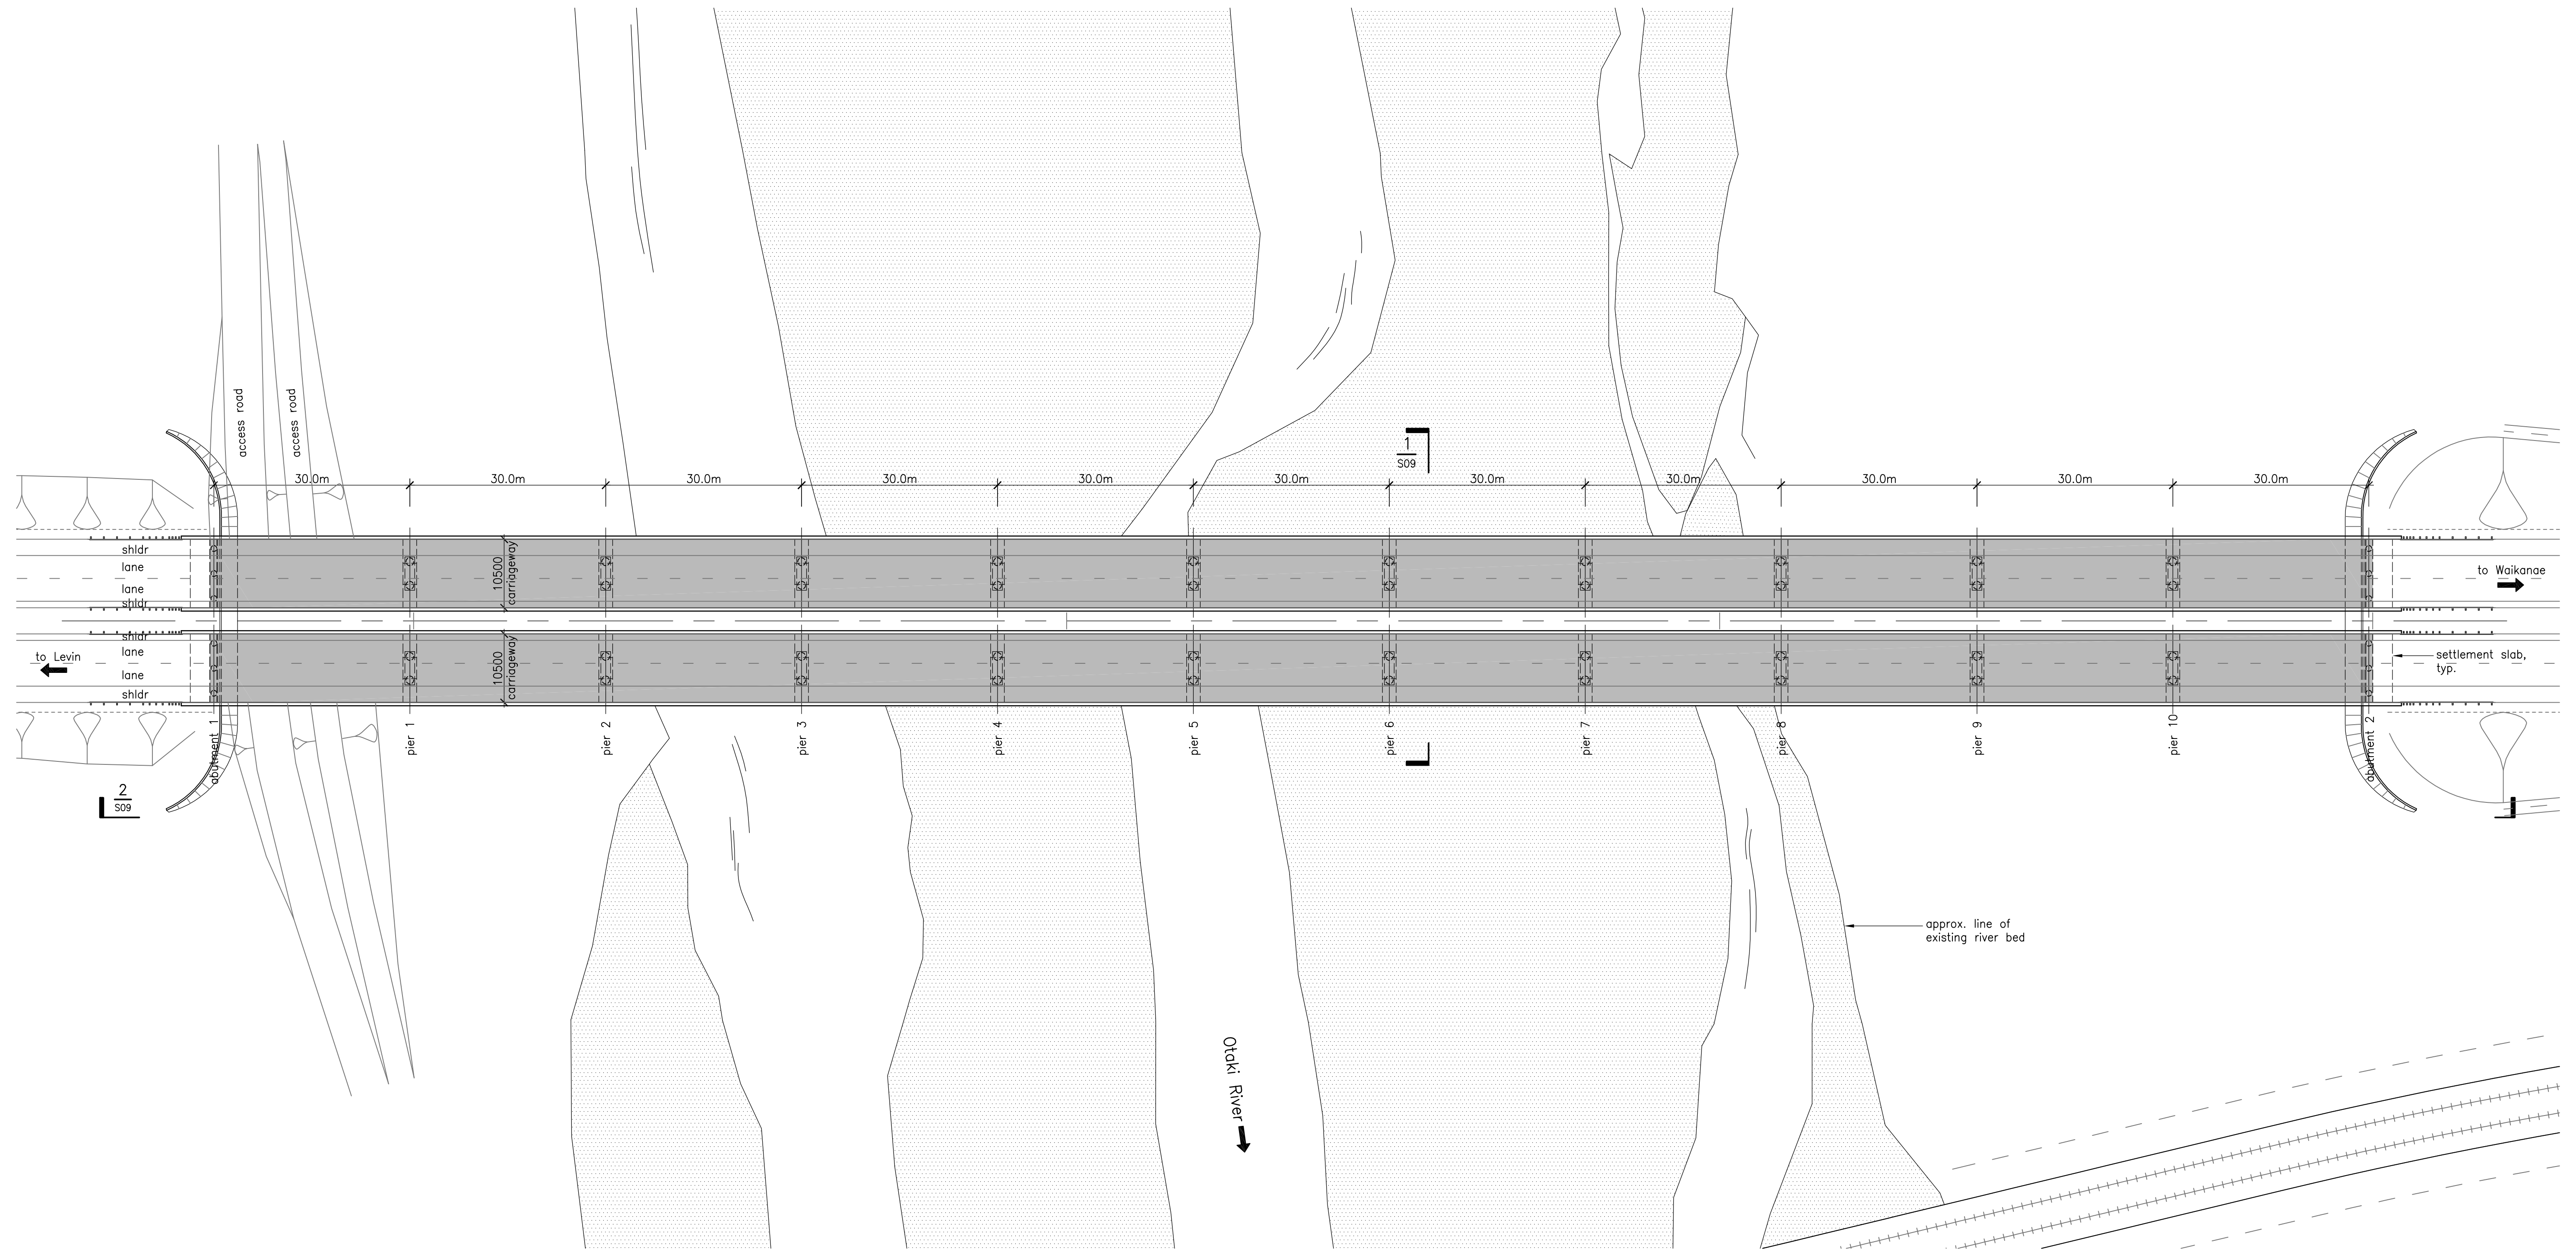 access road
access road
1
S09
30.0m
30.0m
30.0m
30.0m
30.0m
30.0m
30.0m
30.0m
30.0m
30.0m
30.0m
shldr
lane
lane
shldr
10500
carriageway
to Waikanae
shldr
lane
lane
shldr
to Levin
10500
carriageway
settlement slab,
typ.
abutment 1
pier 1
pier 2
pier 3
pier 4
pier 5
pier 6
pier 7
pier 8
pier 9
pier 10
abutment 2
2
S09
approx. line of
existing river bed
Otaki River